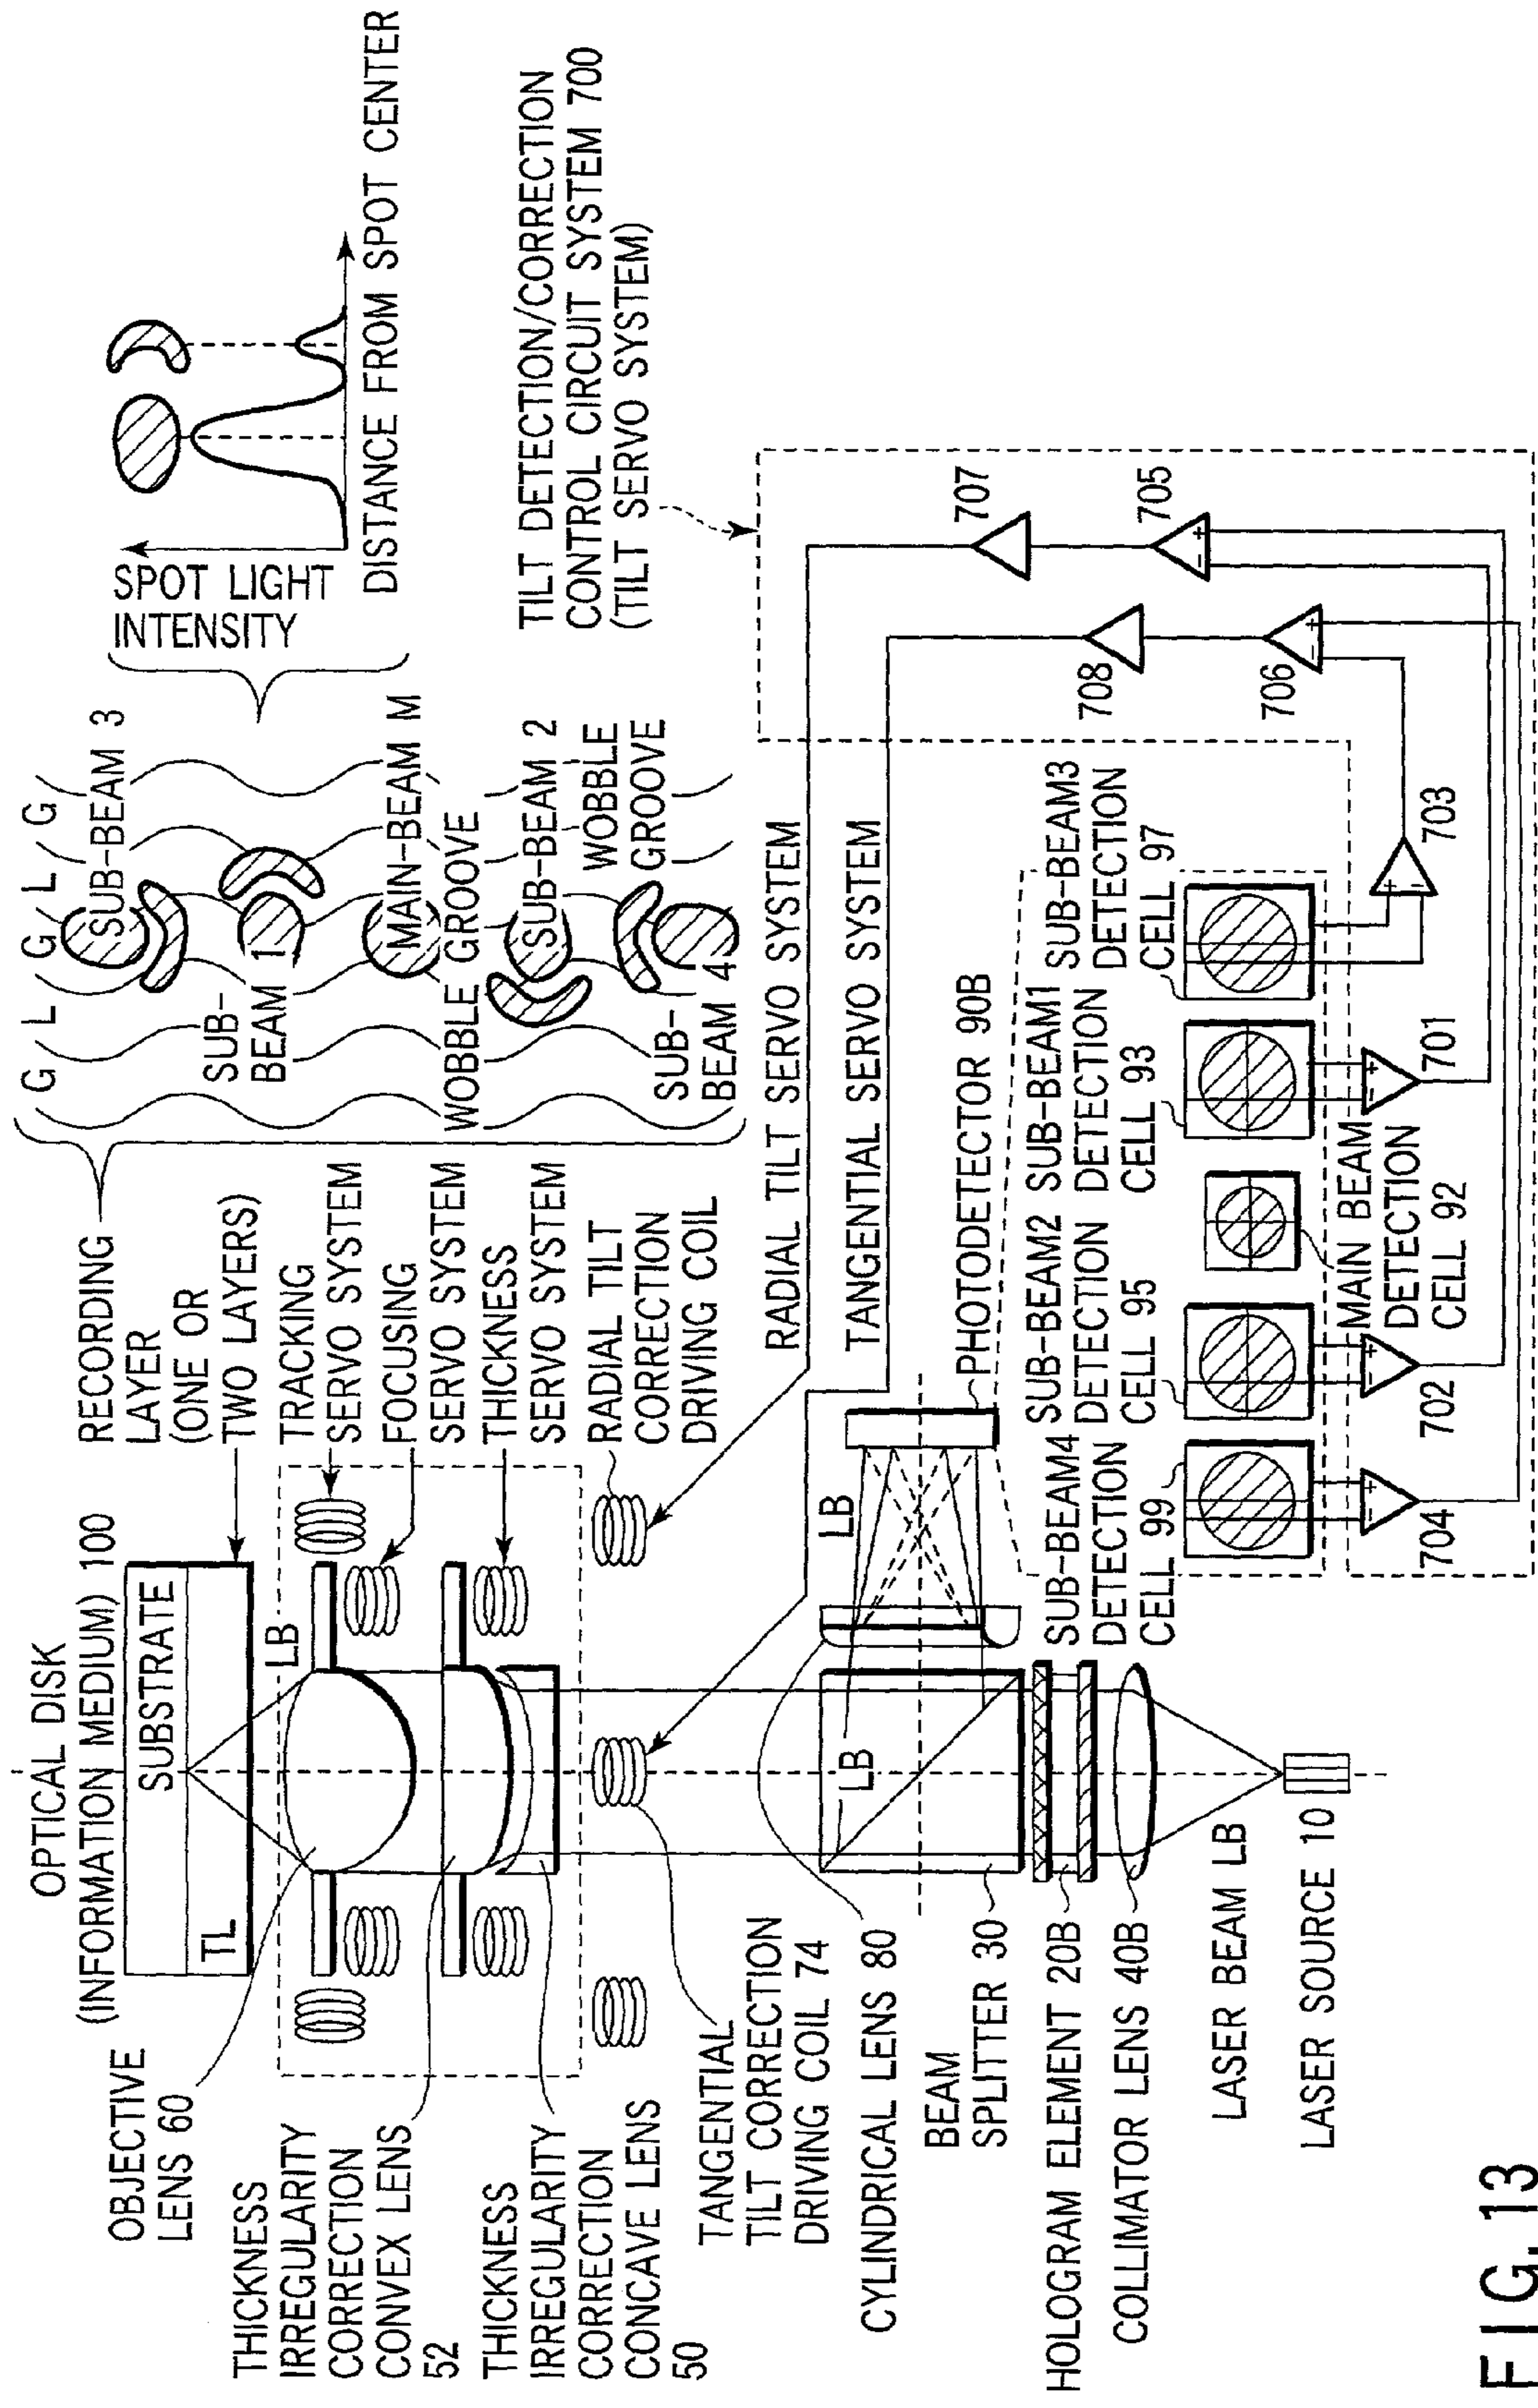 OPTICAL DISK
(INFORMATION MEDIUM) 100
SUBSTRATE
TL
LB
OBJECTIVE
LENS 60
THICKNESS
IRREGULARITY
CORRECTION
CONVEX LENS
52
THICKNESS
IRREGULARITY
CORRECTION
CONCAVE LENS
50
TANGENTIAL
TILT CORRECTION
DRIVING COIL 74
CYLINDRICAL LENS 80
BEAM
SPLITTER 30
HOLOGRAM ELEMENT 20B
COLLIMATOR LENS 40B
LASER BEAM LB
LASER SOURCE 10
RECORDING
LAYER
(ONE OR
TWO LAYERS)
TRACKING
SERVO SYSTEM
FOCUSING
SERVO SYSTEM
THICKNESS
SERVO SYSTEM
RADIAL TILT
CORRECTION
DRIVING COIL
RADIAL TILT SERVO SYSTEM
TANGENTIAL SERVO SYSTEM
LB
LB
PHOTODETECTOR 90B
G L G L G L G
SUB-BEAM 3
SUB-
BEAM 1
MAIN-BEAM M
WOBBLE GROOVE
SUB-BEAM 2
WOBBLE
GROOVE
SUB-
BEAM 4
SPOT LIGHT
INTENSITY
DISTANCE FROM SPOT CENTER
TILT DETECTION/CORRECTION
CONTROL CIRCUIT SYSTEM 700
(TILT SERVO SYSTEM)
SUB-BEAM4
DETECTION
CELL 99
SUB-BEAM2
DETECTION
CELL 95
SUB-BEAM1
DETECTION
CELL 93
SUB-BEAM3
DETECTION
CELL 97
MAIN BEAM
DETECTION
CELL 92
+ −
704
+ −
702
+ −
701
+ −
703
− +
706
708
− +
705
707
FIG. 13